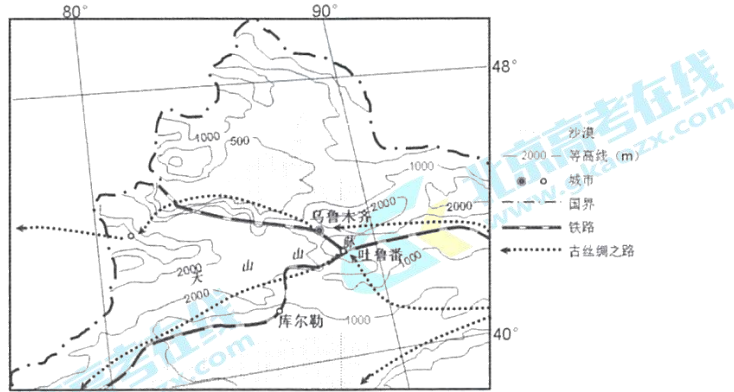 80°
90°
48°
1000
500
1000
2000
2000
乌鲁木齐
吐鲁番
1000
天
山
山
2000
2000
库尔勒
1000
40°
沙漠
2000 等高线（m）
城市
国界
铁路
古丝绸之路
北京高考在线